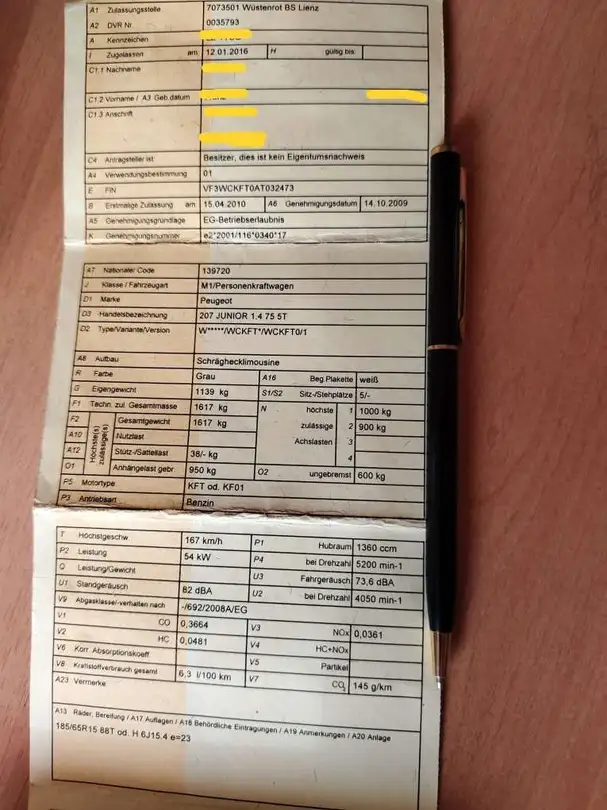 A1 Zulassungsstelle 7073501 Wüstenrot BS Lienz
A2 DVR Nr. 0035793
A Kennzeichen
I Zugelassen am 12.01.2016 H gültig bis
C1.1 Nachname
C1.2 Vorname / A3 Geb.datum
C1.3 Anschrift
C4 Antragsteller ist Besitzer, dies ist kein Eigentumsnachweis
A4 Verwendungsbestimmung 01
E FIN VF3WCKFT0AT032473
B Erstmalige Zulassung am 15.04.2010 A6 Genehmigungsdatum 14.10.2009
A5 Genehmigungsgrundlage EG-Betriebserlaubnis
K Genehmigungsnummer e2*2001/116*0340*17
A7 Nationaler Code 139720
J Klasse / Fahrzeugart M1/Personenkraftwagen
D1 Marke Peugeot
D3 Handelsbezeichnung 207 JUNIOR 1.4 75 5T
D2 Type/Variante/Version W*****/WCKFT*/WCKFT0/1
A8 Aufbau Schräghecklimousine
R Farbe Grau A16 Beg.Plakette weiß
G Eigengewicht 1139 kg S1/S2 Sitz-/Stehplätze 5/-
F1 Techn. zul. Gesamtmasse 1617 kg N höchste 1 1000 kg
F2 Höchste(s) zulässige(s) Gesamtgewicht 1617 kg zulässige 2 900 kg
A10 Nutzlast Achslasten 3
A12 Stütz-/Sattellast 38/- kg 4
O1 Anhängelast gebr 950 kg O2 ungebremst 600 kg
P5 Motortype KFT od. KF01
P3 Antriebsart Benzin
T Höchstgeschw 167 km/h P1 Hubraum 1360 ccm
P2 Leistung 54 kW P4 bei Drehzahl 5200 min-1
Q Leistung/Gewicht U3 Fahrgeräusch 73,6 dBA
U1 Standgeräusch 82 dBA U2 bei Drehzahl 4050 min-1
V9 Abgasklasse/-verhalten nach -/692/2008A/EG
V1 CO 0,3664 V3 NOx 0,0361
V2 HC 0,0481 V4 HC+NOx
V6 Korr. Absorptionskoeff V5 Partikel
V8 Kraftstoffverbrauch gesamt 6,3 l/100 km V7 CO₂ 145 g/km
A23 Vermerke
A13 Räder, Bereifung / A17 Auflagen / A18 Behördliche Eintragungen / A19 Anmerkungen / A20 Anlage
185/65R15 88T od. H 6J15.4 e=23